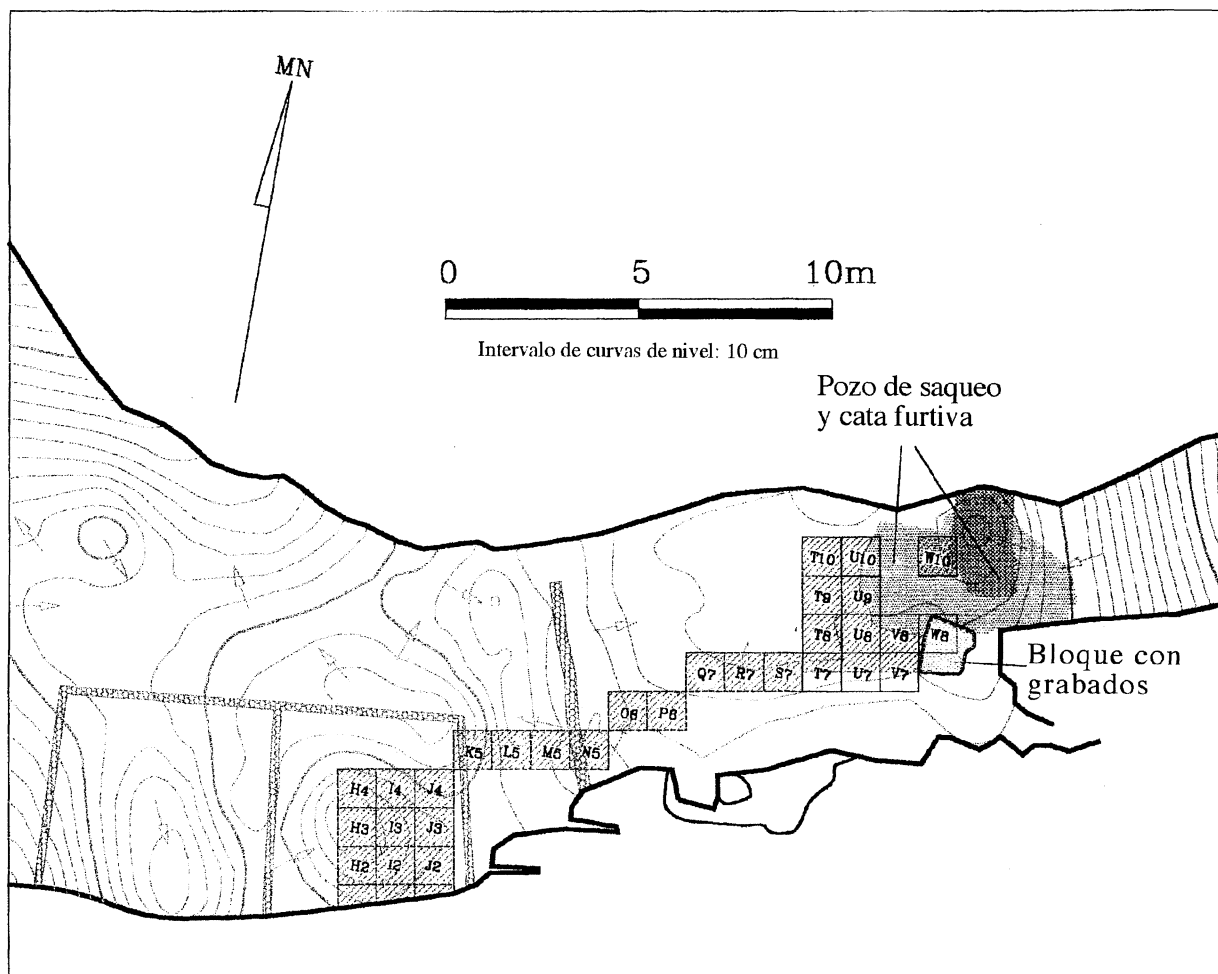 MN
0 5 10m
Intervalo de curvas de nivel: 10 cm
Pozo de saqueo
y cata furtiva
T10 U10 W10
T9 U9
T8 U8 V8 W8
Bloque con
grabados
Q7 R7 S7 T7 U7 V7
O6 P6
K5 L5 M5 N5
H4 I4 J4
H3 I3 J3
H2 I2 J2